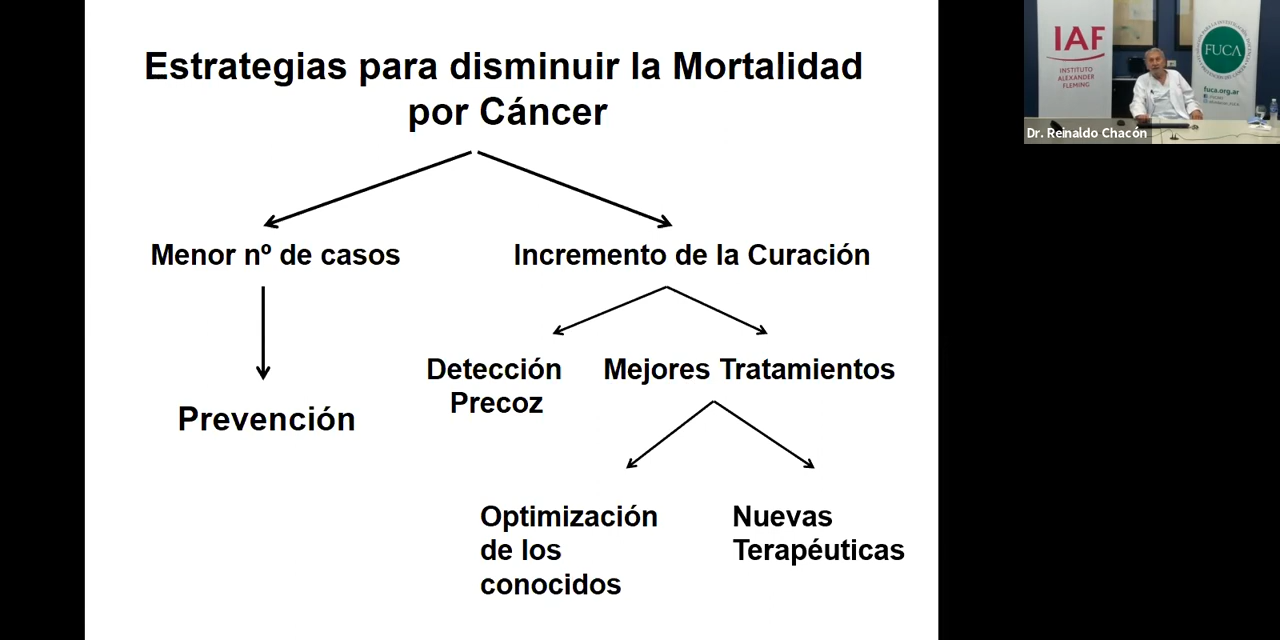 Estrategias para disminuir la Mortalidad
por Cáncer
Menor nº de casos
Incremento de la Curación
Prevención
Detección
Precoz
Mejores Tratamientos
Optimización
de los
conocidos
Nuevas
Terapéuticas
IAF
INSTITUTO
ALEXANDER
FLEMING
FUCA
fuca.org.ar
Dr. Reinaldo Chacón